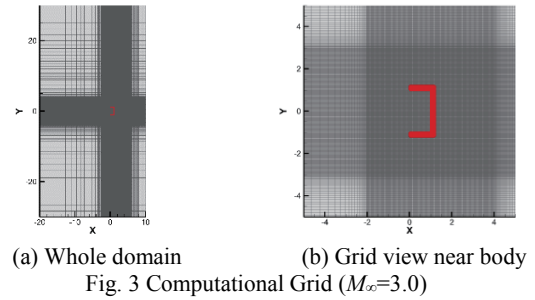 20
0
-20
Y
-20
-10
0
10
X
4
2
0
-2
-4
Y
-4
-2
0
2
4
X
(a) Whole domain
(b) Grid view near body
Fig. 3 Computational Grid (M∞=3.0)